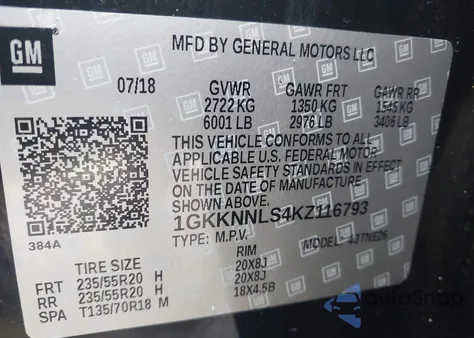 GM
MFD BY GENERAL MOTORS LLC
07/18
GVWR GAWR FRT GAWR RR
2722 KG 1350 KG 1545 KG
6001 LB 2976 LB 3406 LB
THIS VEHICLE CONFORMS TO ALL
APPLICABLE U.S. FEDERAL MOTOR
VEHICLE SAFETY STANDARDS IN EFFECT
ON THE DATE OF MANUFACTURE SHOWN ABOVE
1GKKNNLS4KZ116793
TYPE: M.P.V. MODEL: 43TNE26
384A
TIRE SIZE RIM
FRT 235/55R20 H 20X8J
RR 235/55R20 H 20X8J
SPA T135/70R18 M 18X4.5B
AutoSnap